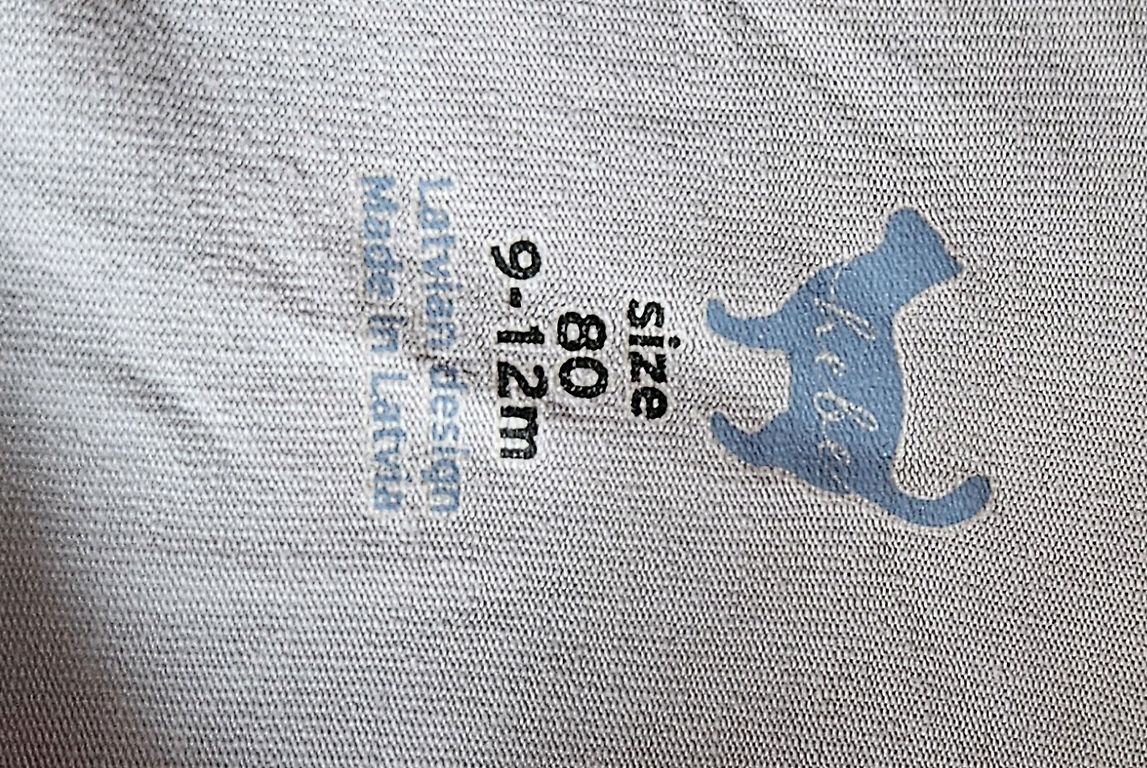 size
80
9-12m
Latvian design
Made in Latvia